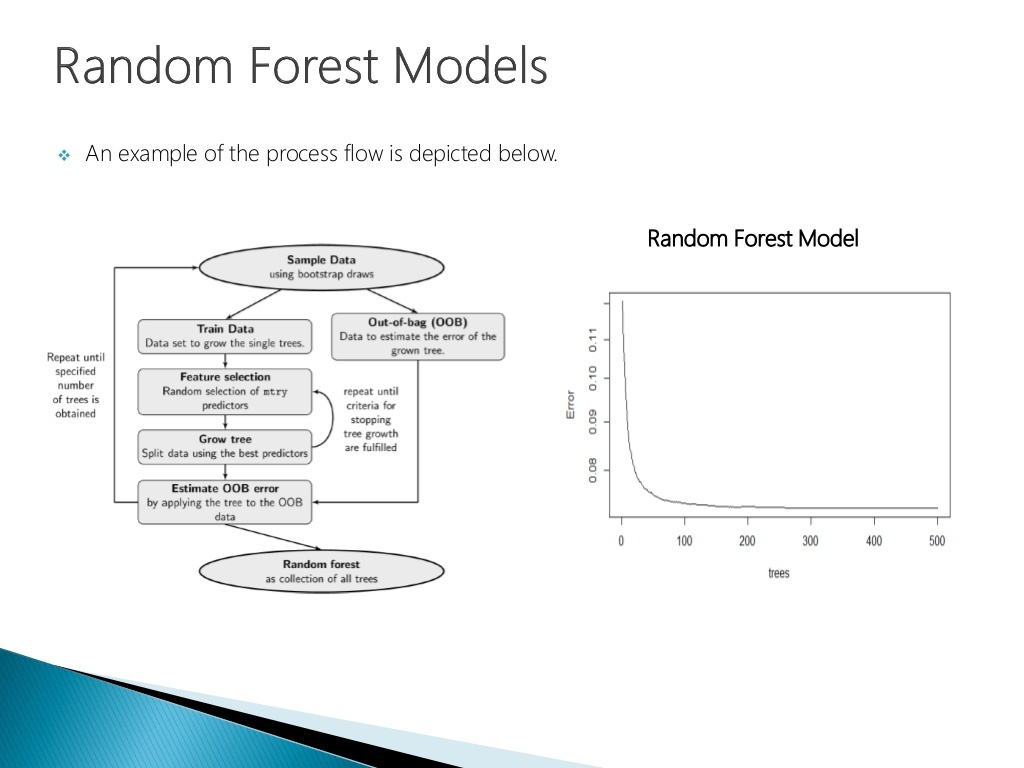 Random Forest Models
An example of the process flow is depicted below.
Sample Data
using bootstrap draws
Train Data
Data set to grow the single trees.
Out-of-bag (OOB)
Data to estimate the error of the
grown tree.
Feature selection
Random selection of mtry
predictors
Grow tree
Split data using the best predictors
Estimate OOB error
by applying the tree to the OOB
data
Random forest
as collection of all trees
Repeat until
specified
number
of trees is
obtained
repeat until
criteria for
stopping
tree growth
are fulfilled
Random Forest Model
Error
0.11
0.10
0.09
0.08
0 100 200 300 400 500
trees